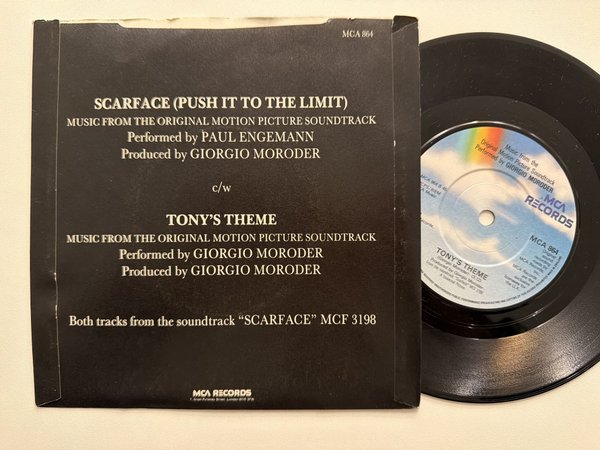 MCA 864
SCARFACE (PUSH IT TO THE LIMIT)
MUSIC FROM THE ORIGINAL MOTION PICTURE SOUNDTRACK
Performed by PAUL ENGEMANN
Produced by GIORGIO MORODER
c/w
TONY'S THEME
MUSIC FROM THE ORIGINAL MOTION PICTURE SOUNDTRACK
Performed by GIORGIO MORODER
Produced by GIORGIO MORODER
Both tracks from the soundtrack “SCARFACE” MCF 3198
MCA RECORDS
Music from the
Original Motion Picture Soundtrack
Performed by GIORGIO MORODER
MCA
RECORDS
MCA 864
TONY'S THEME